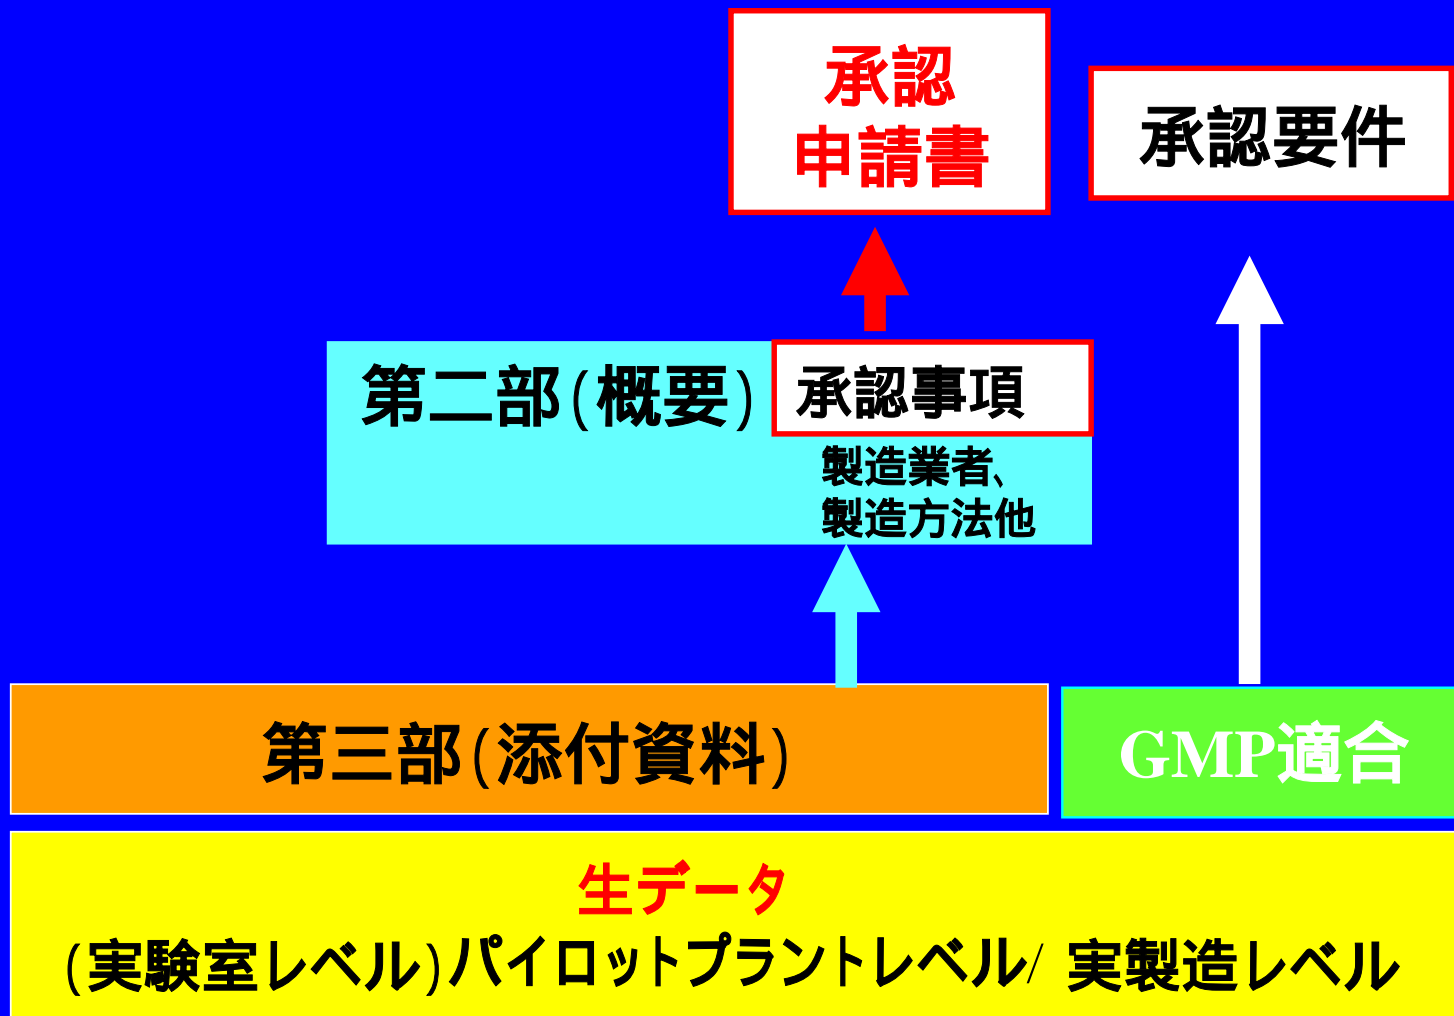 承認
申請書
承認要件
第二部(概要)
承認事項
製造業者、
製造方法他
第三部(添付資料)
GMP適合
生データ
(実験室レベル)パイロットプラントレベル/ 実製造レベル